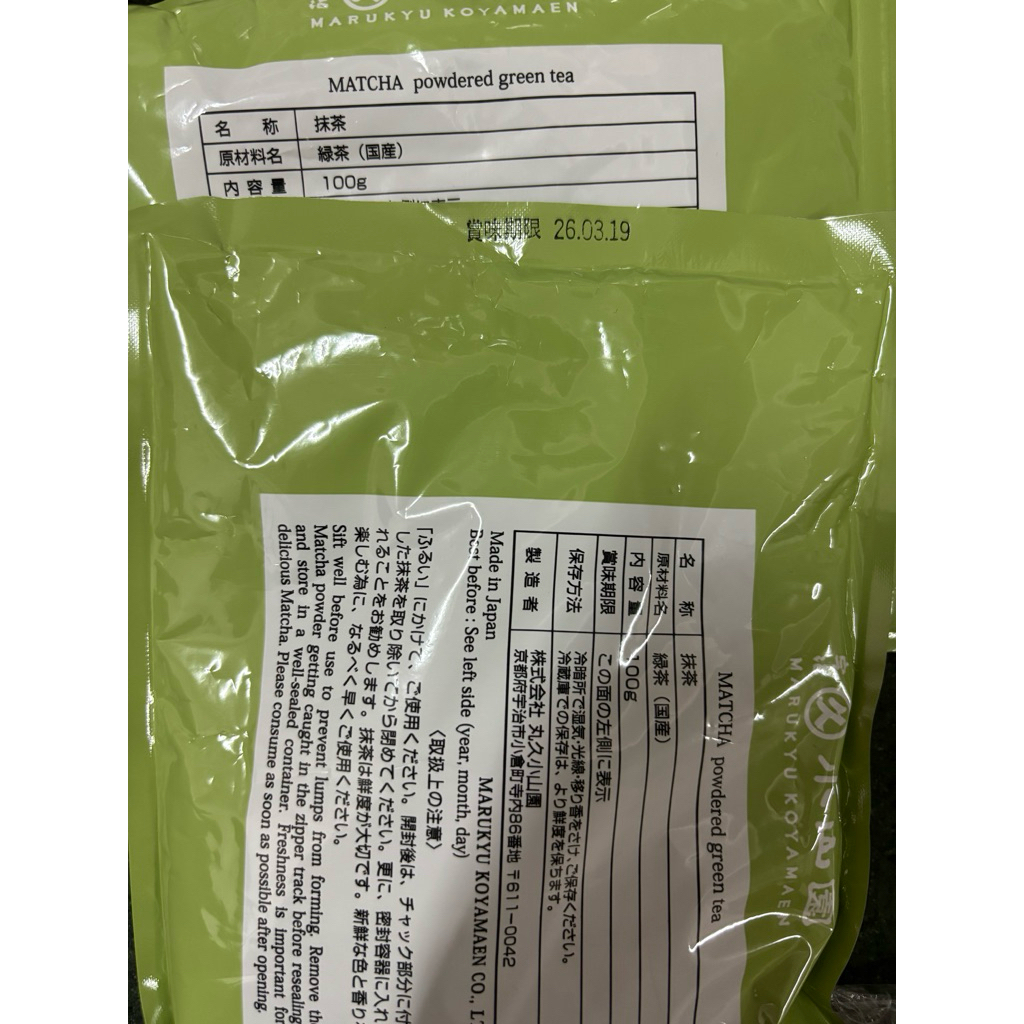 MARUKYU KOYAMAEN
MATCHA powdered green tea
名 称 抹茶
原材料名 緑茶（国産）
内容量 100g
賞味期限 26.03.19
小山園
MARUKYU KOYAMAEN
MATCHA powdered green tea
名 称 抹茶
原材料名 緑茶（国産）
内容量 100g
賞味期限 この面の左側に表示
保存方法 冷暗所で湿気・光線・移り香をさけ、ご保存ください。
冷蔵庫での保存は、より鮮度を保ちます。
製造者 株式会社 丸久小山園
京都府宇治市小倉町寺内86番地 〒611-0042
Made in Japan MARUKYU KOYAMAEN CO., L
Best before : See left side (year, month, day)
〈取扱上の注意〉
「ふるい」にかけて、ご使用ください。開封後は、チャック部分に付
した抹茶を取り除いてから閉めてください。更に、密封容器に入れ
れることをお勧めします。抹茶は鮮度が大切です。新鮮な色と香り
楽しむ為に、なるべく早くご使用ください。
Sift well before use to prevent lumps from forming. Remove th
Matcha powder getting caught in the zipper track before resealing
and store in a well-sealed container. Freshness is important for
delicious Matcha. Please consume as soon as possible after opening.